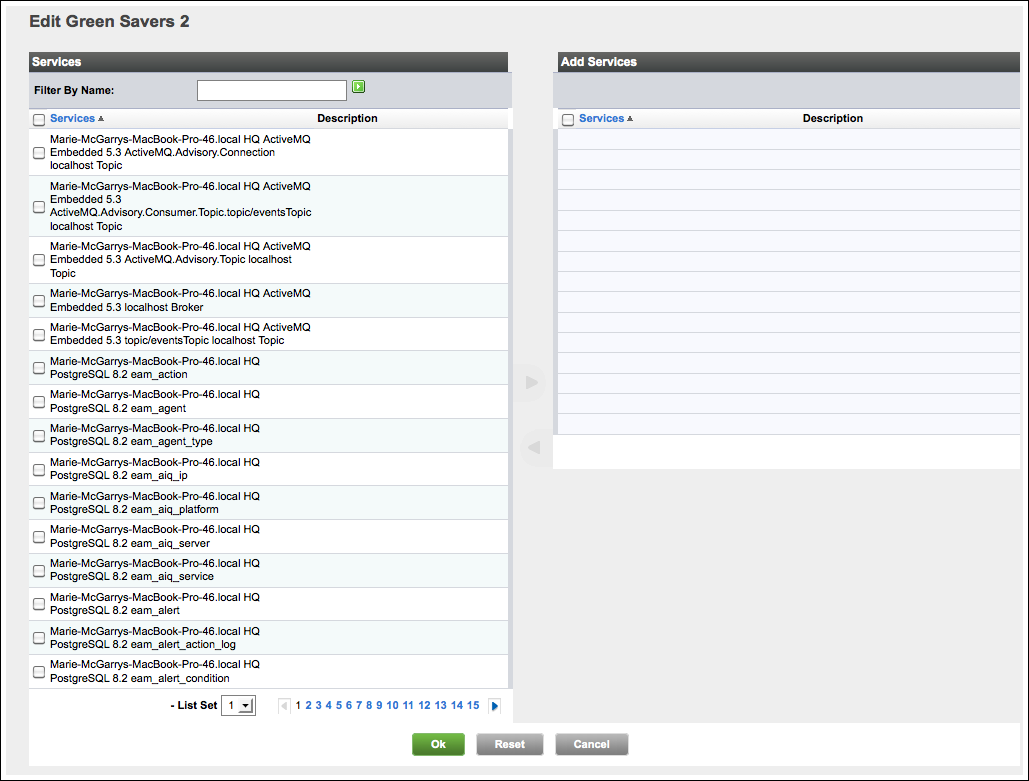 Edit Green Savers 2
Services
Filter By Name:
Services Description
Marie-McGarrys-MacBook-Pro-46.local HQ ActiveMQ
Embedded 5.3 ActiveMQ.Advisory.Connection
localhost Topic
Marie-McGarrys-MacBook-Pro-46.local HQ ActiveMQ
Embedded 5.3
ActiveMQ.Advisory.Consumer.Topic.topic/eventsTopic
localhost Topic
Marie-McGarrys-MacBook-Pro-46.local HQ ActiveMQ
Embedded 5.3 ActiveMQ.Advisory.Topic localhost
Topic
Marie-McGarrys-MacBook-Pro-46.local HQ ActiveMQ
Embedded 5.3 localhost Broker
Marie-McGarrys-MacBook-Pro-46.local HQ ActiveMQ
Embedded 5.3 topic/eventsTopic localhost Topic
Marie-McGarrys-MacBook-Pro-46.local HQ
PostgreSQL 8.2 eam_action
Marie-McGarrys-MacBook-Pro-46.local HQ
PostgreSQL 8.2 eam_agent
Marie-McGarrys-MacBook-Pro-46.local HQ
PostgreSQL 8.2 eam_agent_type
Marie-McGarrys-MacBook-Pro-46.local HQ
PostgreSQL 8.2 eam_aiq_ip
Marie-McGarrys-MacBook-Pro-46.local HQ
PostgreSQL 8.2 eam_aiq_platform
Marie-McGarrys-MacBook-Pro-46.local HQ
PostgreSQL 8.2 eam_aiq_server
Marie-McGarrys-MacBook-Pro-46.local HQ
PostgreSQL 8.2 eam_aiq_service
Marie-McGarrys-MacBook-Pro-46.local HQ
PostgreSQL 8.2 eam_alert
Marie-McGarrys-MacBook-Pro-46.local HQ
PostgreSQL 8.2 eam_alert_action_log
Marie-McGarrys-MacBook-Pro-46.local HQ
PostgreSQL 8.2 eam_alert_condition
- List Set 1 1 2 3 4 5 6 7 8 9 10 11 12 13 14 15
Add Services
Services Description
Ok Reset Cancel